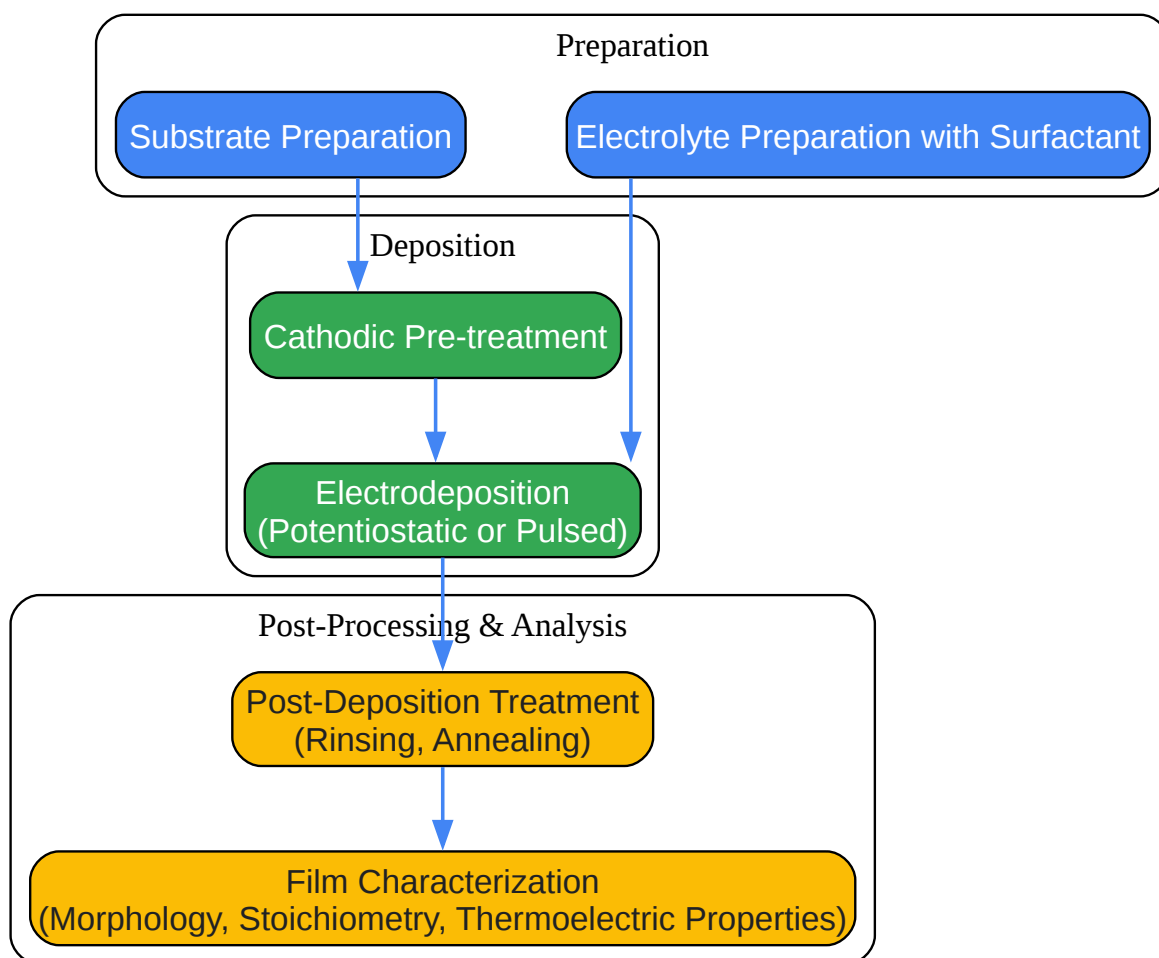 Preparation
Substrate Preparation
Electrolyte Preparation with Surfactant
Deposition
Cathodic Pre-treatment
Electrodeposition
(Potentiostatic or Pulsed)
Post-Processing & Analysis
Post-Deposition Treatment
(Rinsing, Annealing)
Film Characterization
(Morphology, Stoichiometry, Thermoelectric Properties)